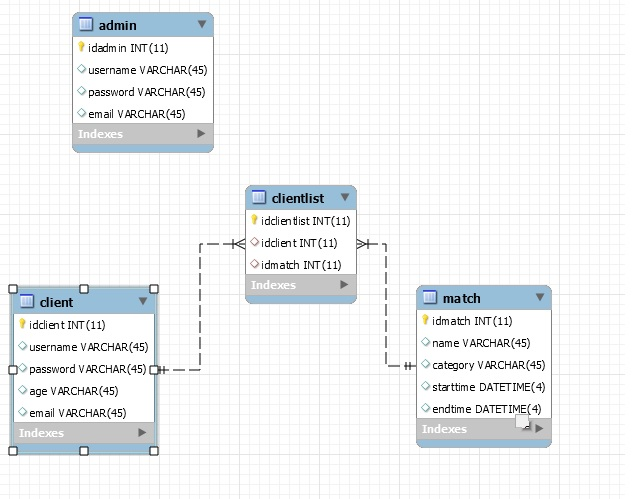 admin
idadmin INT(11)
username VARCHAR(45)
password VARCHAR(45)
email VARCHAR(45)
Indexes
clientlist
idclientlist INT(11)
idclient INT(11)
idmatch INT(11)
Indexes
client
idclient INT(11)
username VARCHAR(45)
password VARCHAR(45)
age VARCHAR(45)
email VARCHAR(45)
Indexes
match
idmatch INT(11)
name VARCHAR(45)
category VARCHAR(45)
starttime DATETIME(4)
endtime DATETIME(4)
Indexes